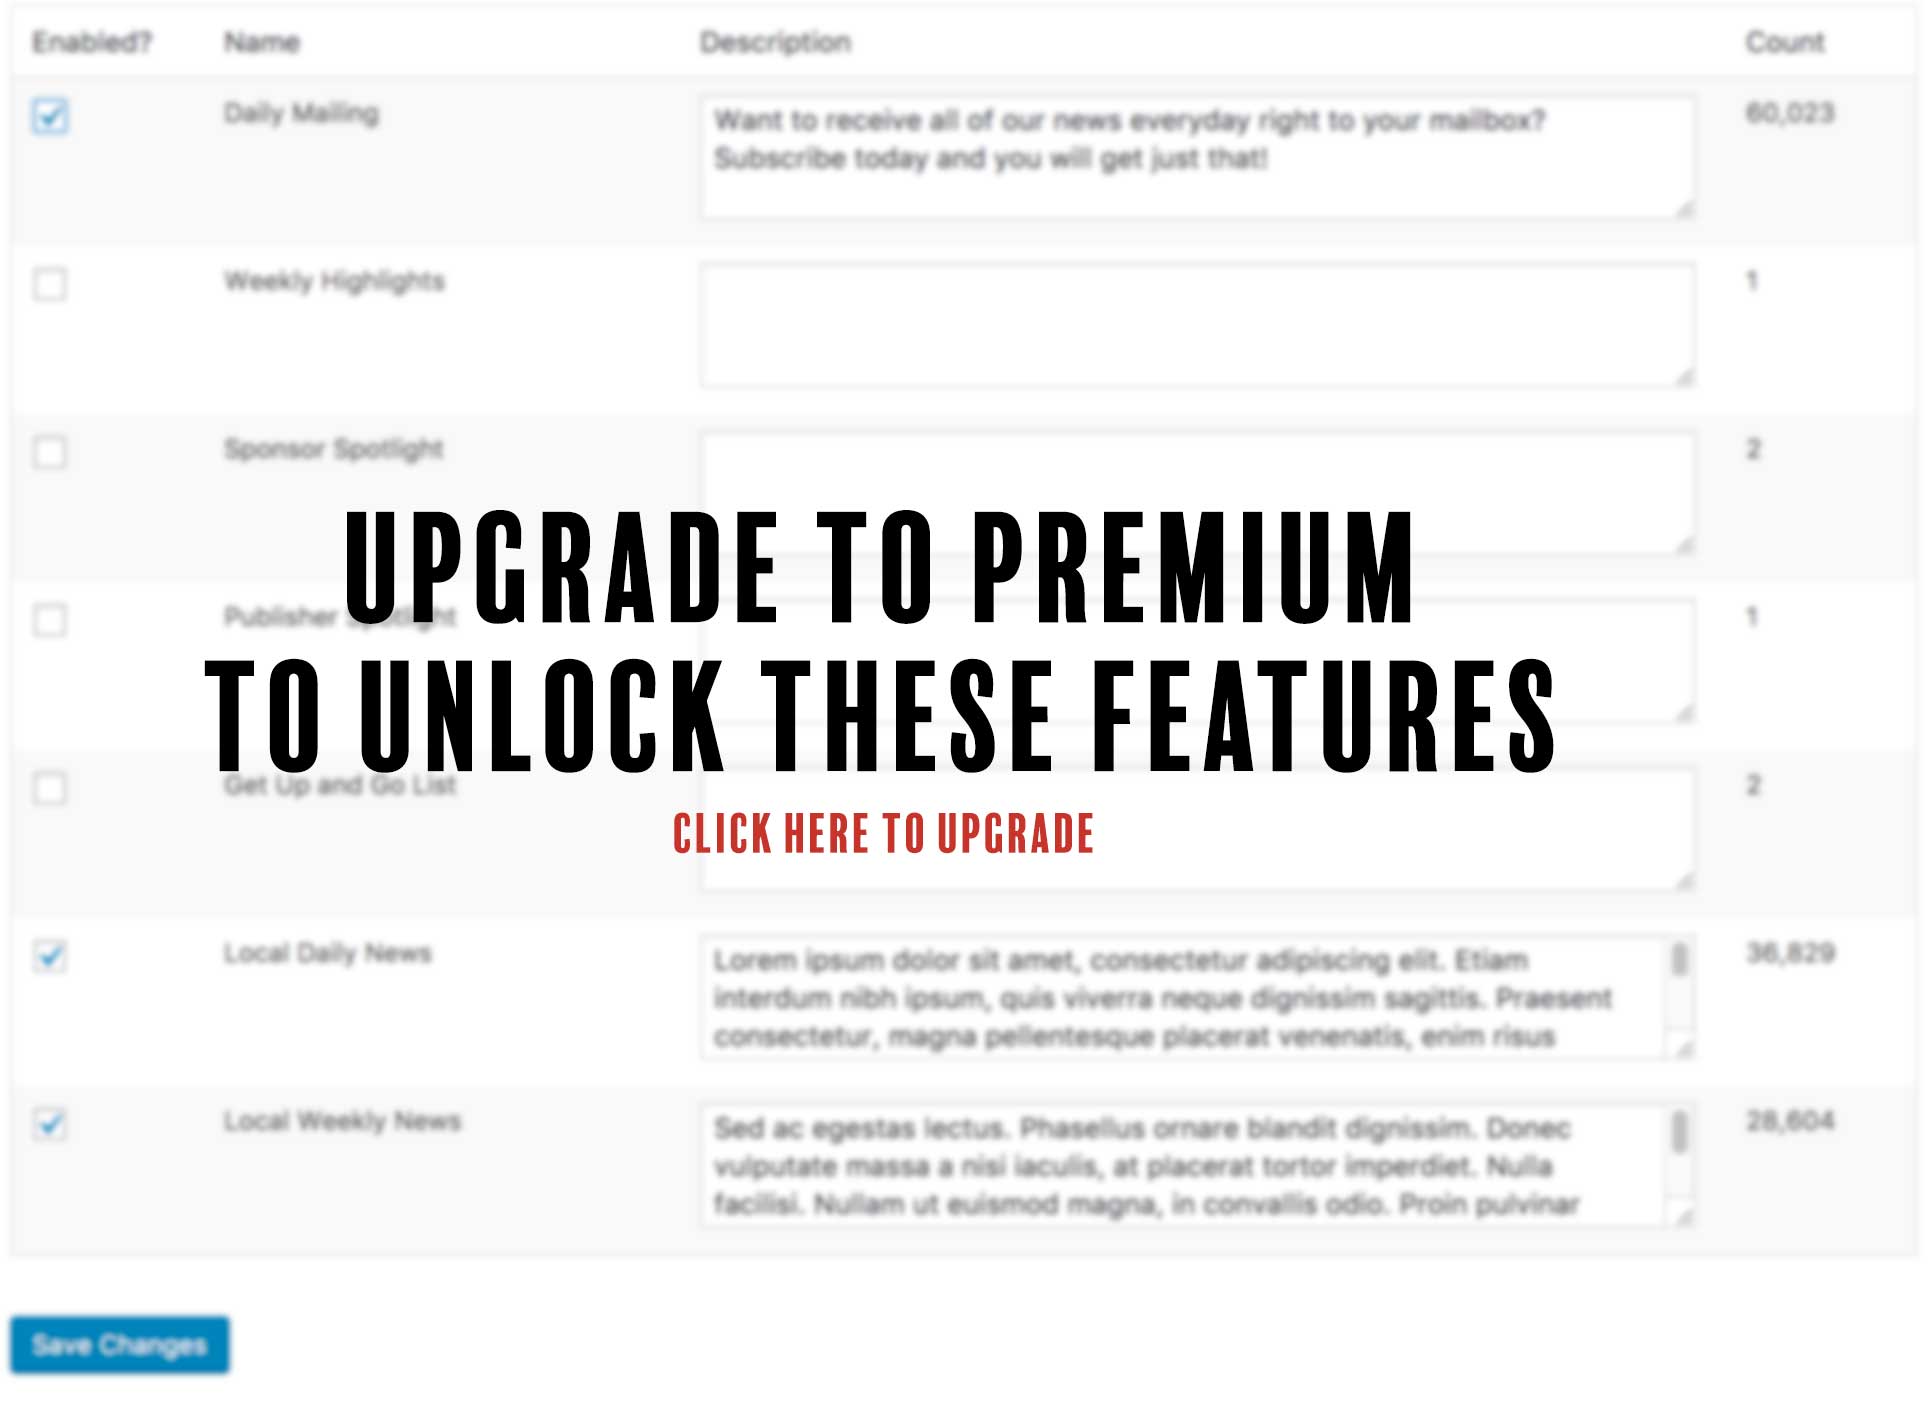 Enabled? Name Description Count
Daily Mailing Want to receive all of our news everyday right to your mailbox? 60,023
Subscribe today and you will get just that!
Weekly Highlights 1
Sponsor Spotlight 2
UPGRADE TO PREMIUM
Publisher Spotlight 1
TO UNLOCK THESE FEATURES
Get Up and Go List 2
CLICK HERE TO UPGRADE
Local Daily News Lorem ipsum dolor sit amet, consectetur adipiscing elit. Etiam 36,829
interdum nibh ipsum, quis viverra neque dignissim sagittis. Praesent
consectetur, magna pellentesque placerat venenatis, enim risus
Local Weekly News Sed ac egestas lectus. Phasellus ornare blandit dignissim. Donec 28,604
vulputate massa a nisi iaculis, at placerat tortor imperdiet. Nulla
facilisi. Nullam ut euismod magna, in convallis odio. Proin pulvinar
Save Changes